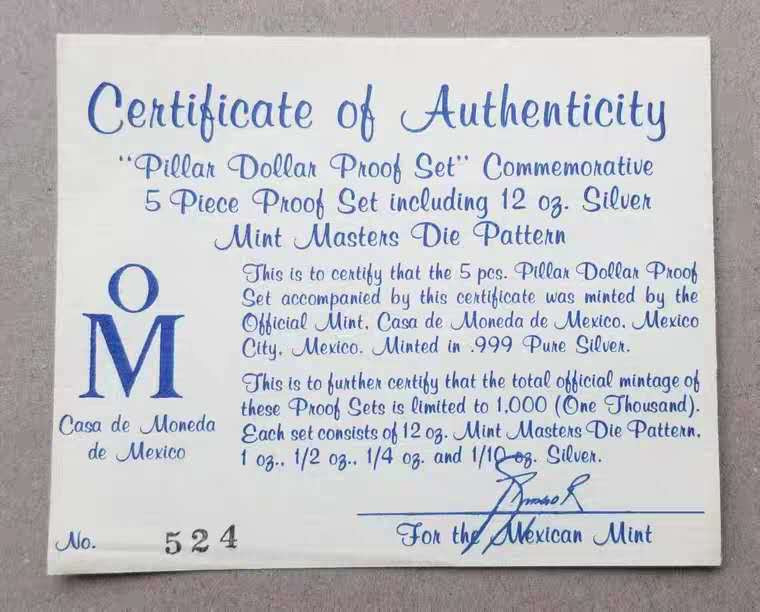 Certificate of Authenticity
"Pillar Dollar Proof Set" Commemorative
5 Piece Proof Set including 12 oz. Silver
Mint Masters Die Pattern
OM
Casa de Moneda
de Mexico
This is to certify that the 5 pcs. Pillar Dollar Proof
Set accompanied by this certificate was minted by the
Official Mint, Casa de Moneda de Mexico, Mexico
City, Mexico. Minted in .999 Pure Silver.
This is to further certify that the total official mintage of
these Proof Sets is limited to 1,000 (One Thousand).
Each set consists of 12 oz. Mint Masters Die Pattern,
1 oz., 1/2 oz., 1/4 oz. and 1/10 oz. Silver.
For the Mexican Mint
No. 524